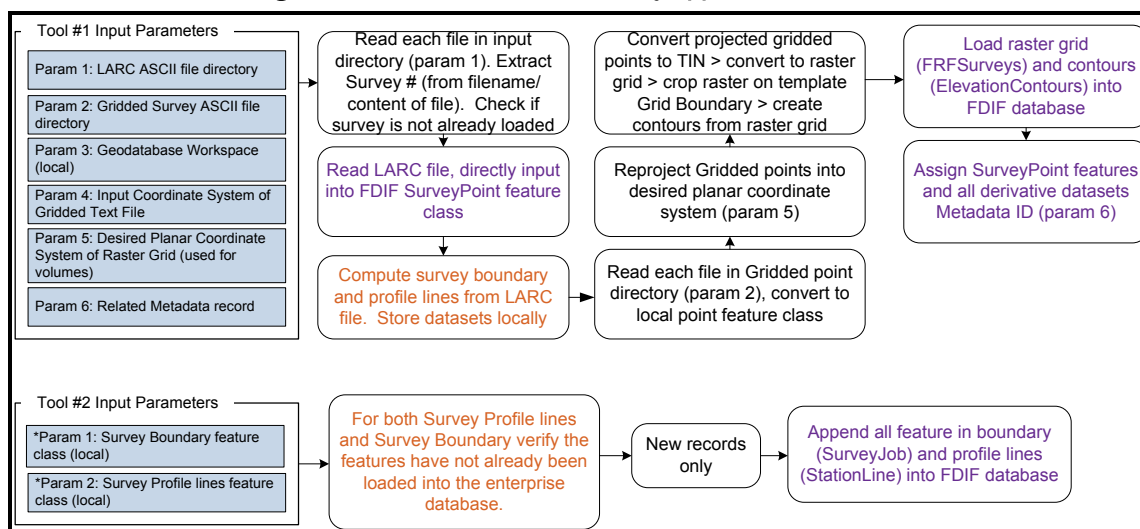 Tool #1 Input Parameters
Param 1: LARC ASCII file directory
Param 2: Gridded Survey ASCII file
directory
Param 3: Geodatabase Workspace
(local)
Param 4: Input Coordinate System of
Gridded Text File
Param 5: Desired Planar Coordinate
System of Raster Grid (used for
volumes)
Param 6: Related Metadata record
Read each file in input
directory (param 1). Extract
Survey # (from filename/
content of file). Check if
survey is not already loaded
Read LARC file, directly input
into FDIF SurveyPoint feature
class
Compute survey boundary
and profile lines from LARC
file. Store datasets locally
Read each file in Gridded point
directory (param 2), convert to
local point feature class
Reproject Gridded points into
desired planar coordinate
system (param 5)
Convert projected gridded
points to TIN > convert to raster
grid > crop raster on template
Grid Boundary > create
contours from raster grid
Load raster grid
(FRFSurveys) and contours
(ElevationContours) into
FDIF database
Assign SurveyPoint features
and all derivative datasets
Metadata ID (param 6)
Tool #2 Input Parameters
*Param 1: Survey Boundary feature
class (local)
*Param 2: Survey Profile lines feature
class (local)
For both Survey Profile lines
and Survey Boundary verify the
features have not already been
loaded into the enterprise
database.
New records
only
Append all feature in boundary
(SurveyJob) and profile lines
(StationLine) into FDIF database